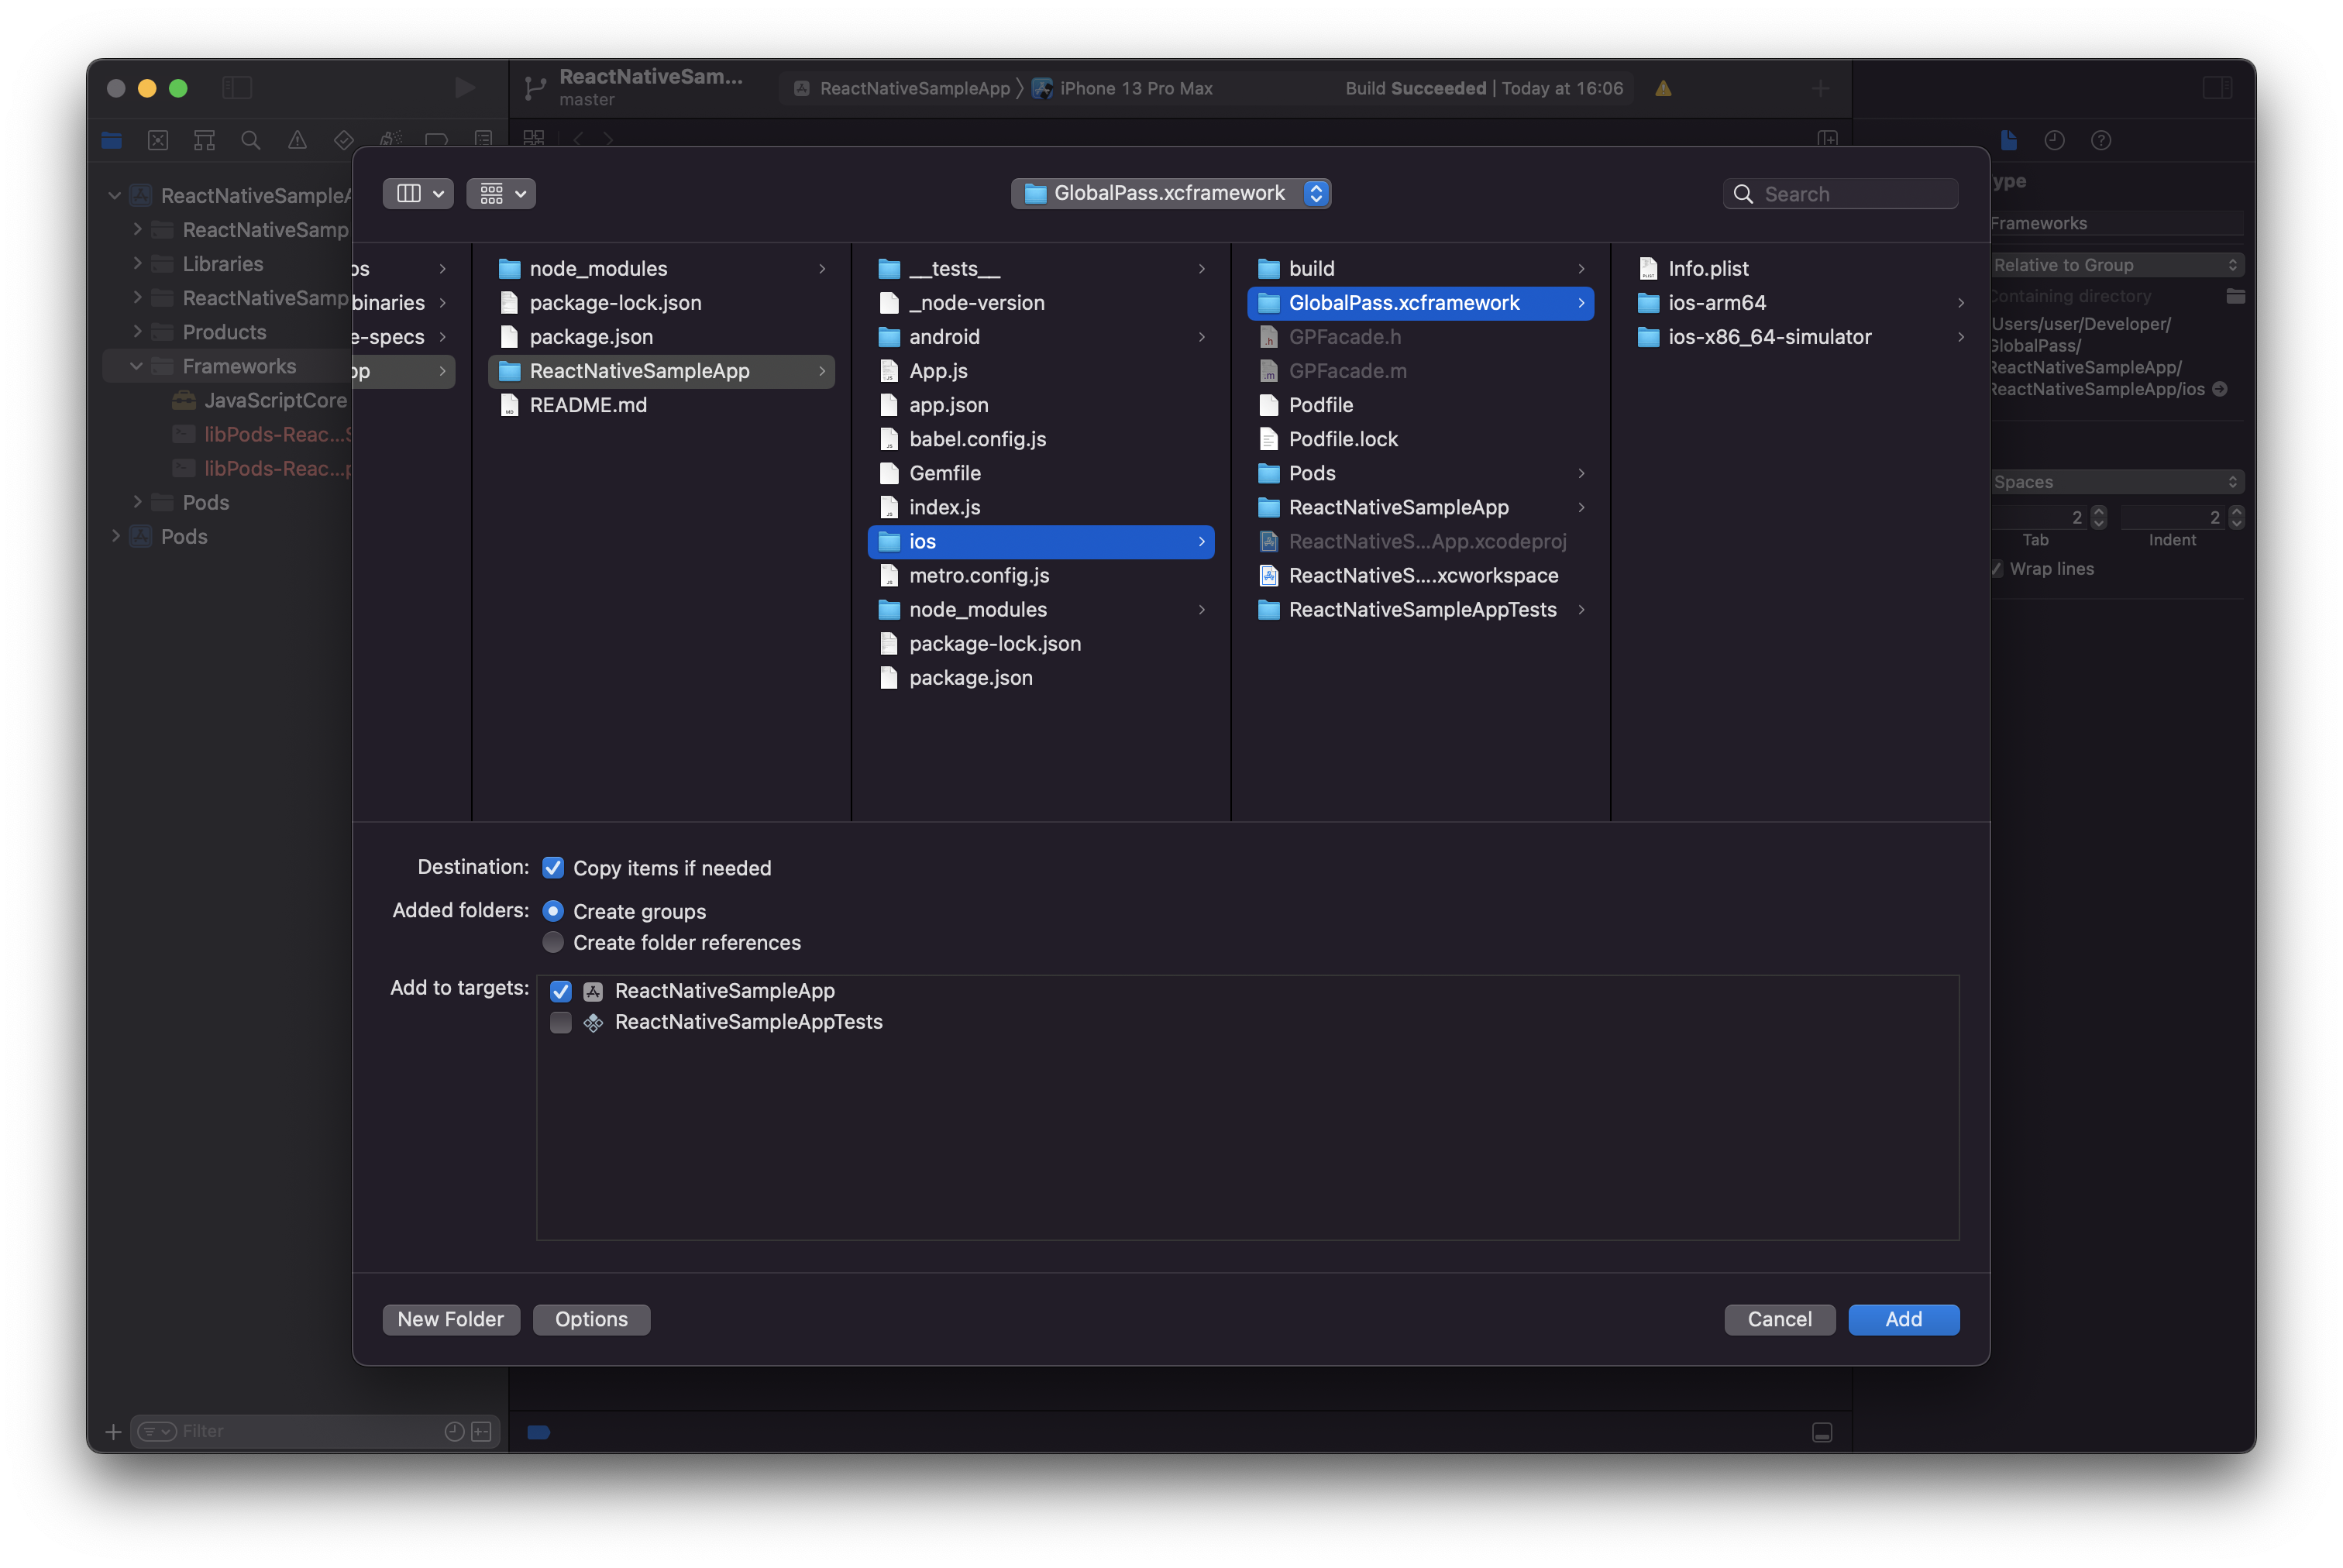 ReactNativeSam...
master
ReactNativeSampleApp
iPhone 13 Pro Max
Build Succeeded | Today at 16:06
ReactNativeSampleA
ReactNativeSamp
Libraries
ReactNativeSamp
Products
Frameworks
JavaScriptCore
libPods-Reac...S
libPods-Reac...p
Pods
Pods
Filter
GlobalPass.xcframework
Search
os
binaries
e-specs
op
node_modules
package-lock.json
package.json
ReactNativeSampleApp
README.md
__tests__
_node-version
android
App.js
app.json
babel.config.js
Gemfile
index.js
ios
metro.config.js
node_modules
package-lock.json
package.json
build
GlobalPass.xcframework
GPFacade.h
GPFacade.m
Podfile
Podfile.lock
Pods
ReactNativeSampleApp
ReactNativeS...App.xcodeproj
ReactNativeS....xcworkspace
ReactNativeSampleAppTests
Info.plist
ios-arm64
ios-x86_64-simulator
Destination:
Copy items if needed
Added folders:
Create groups
Create folder references
Add to targets:
ReactNativeSampleApp
ReactNativeSampleAppTests
New Folder
Options
Cancel
Add
ype
Frameworks
Relative to Group
Containing directory
Users/user/Developer/
GlobalPass/
ReactNativeSampleApp/
ReactNativeSampleApp/ios
Spaces
2
2
Tab
Indent
Wrap lines